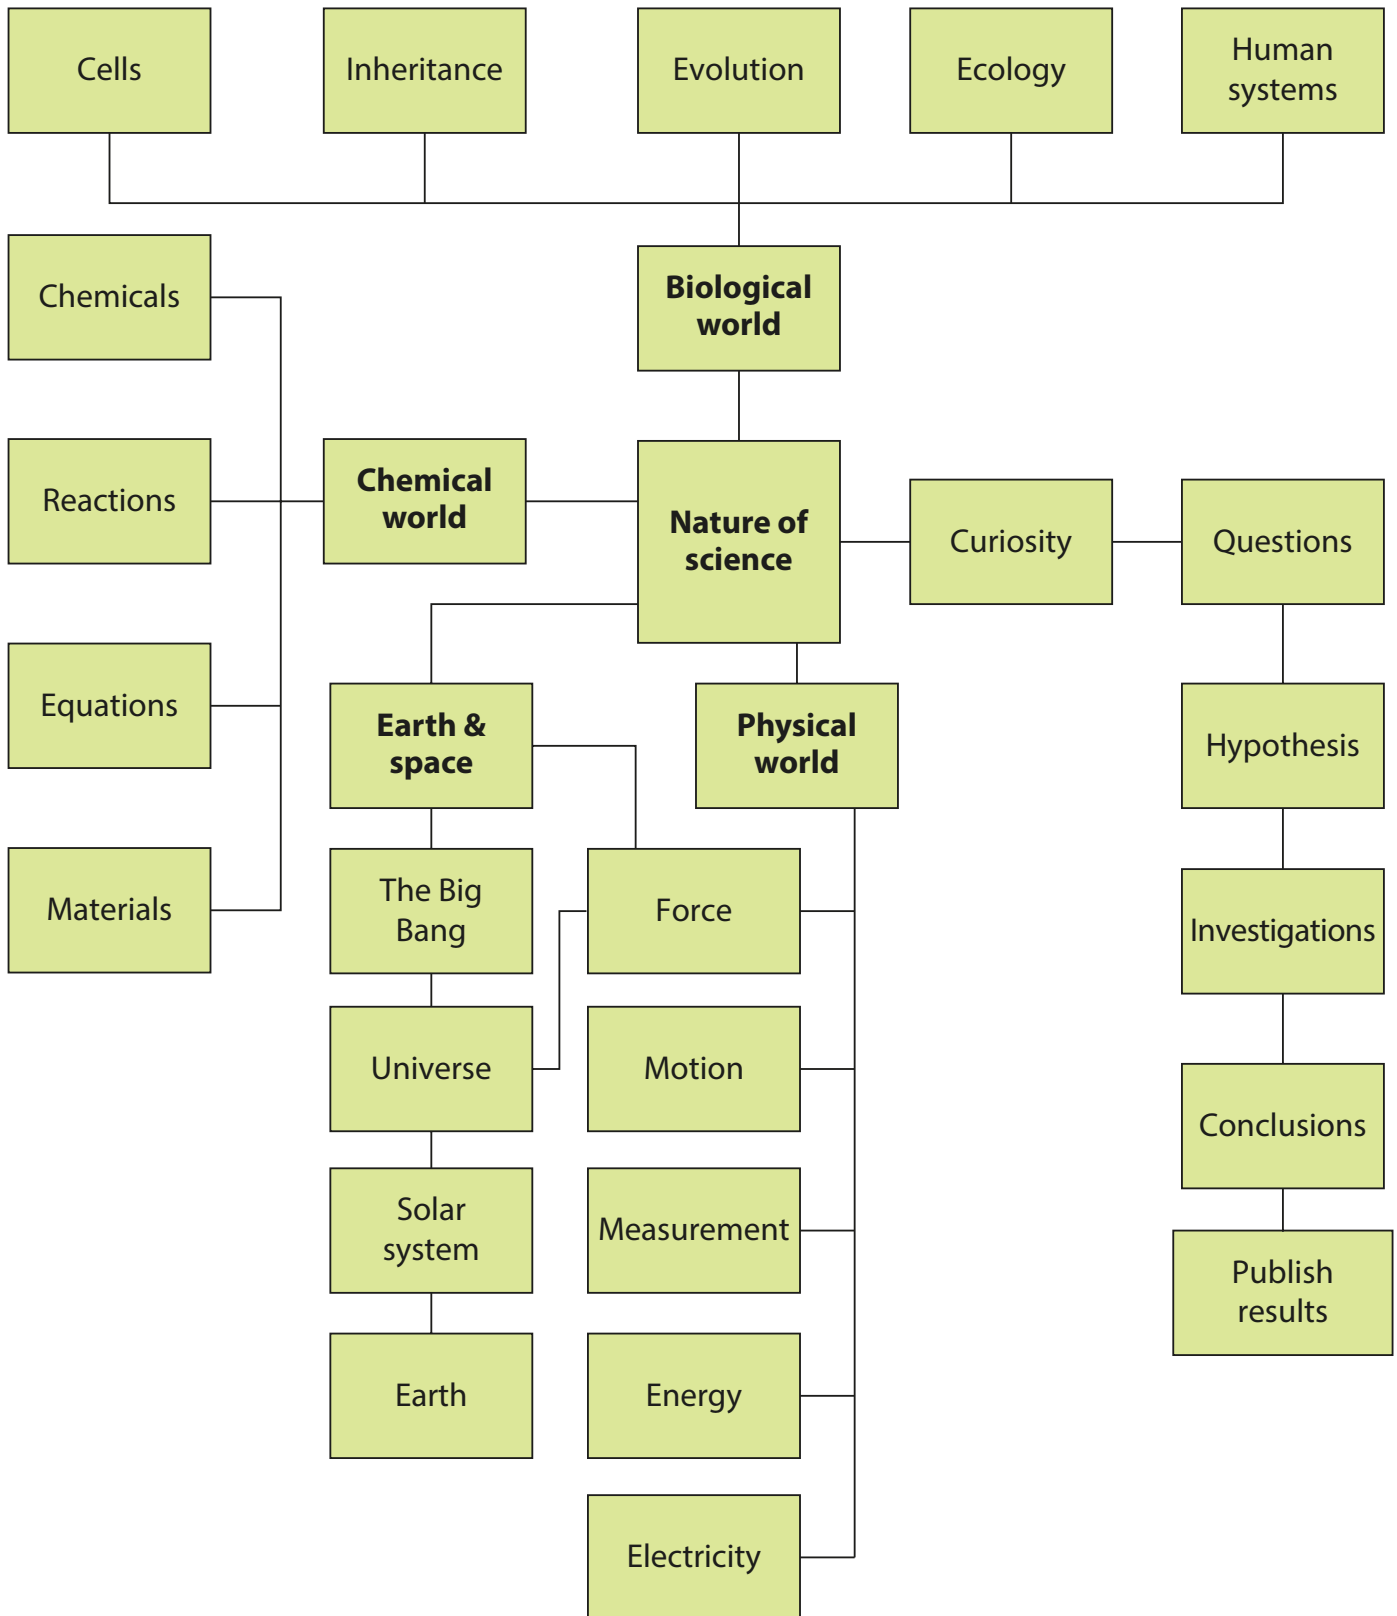 Cells
Inheritance
Evolution
Ecology
Human
systems
Biological
world
Chemicals
Reactions
Equations
Materials
Chemical
world
Nature of
science
Curiosity
Questions
Hypothesis
Investigations
Conclusions
Publish
results
Earth &
space
The Big
Bang
Universe
Solar
system
Earth
Physical
world
Force
Motion
Measurement
Energy
Electricity